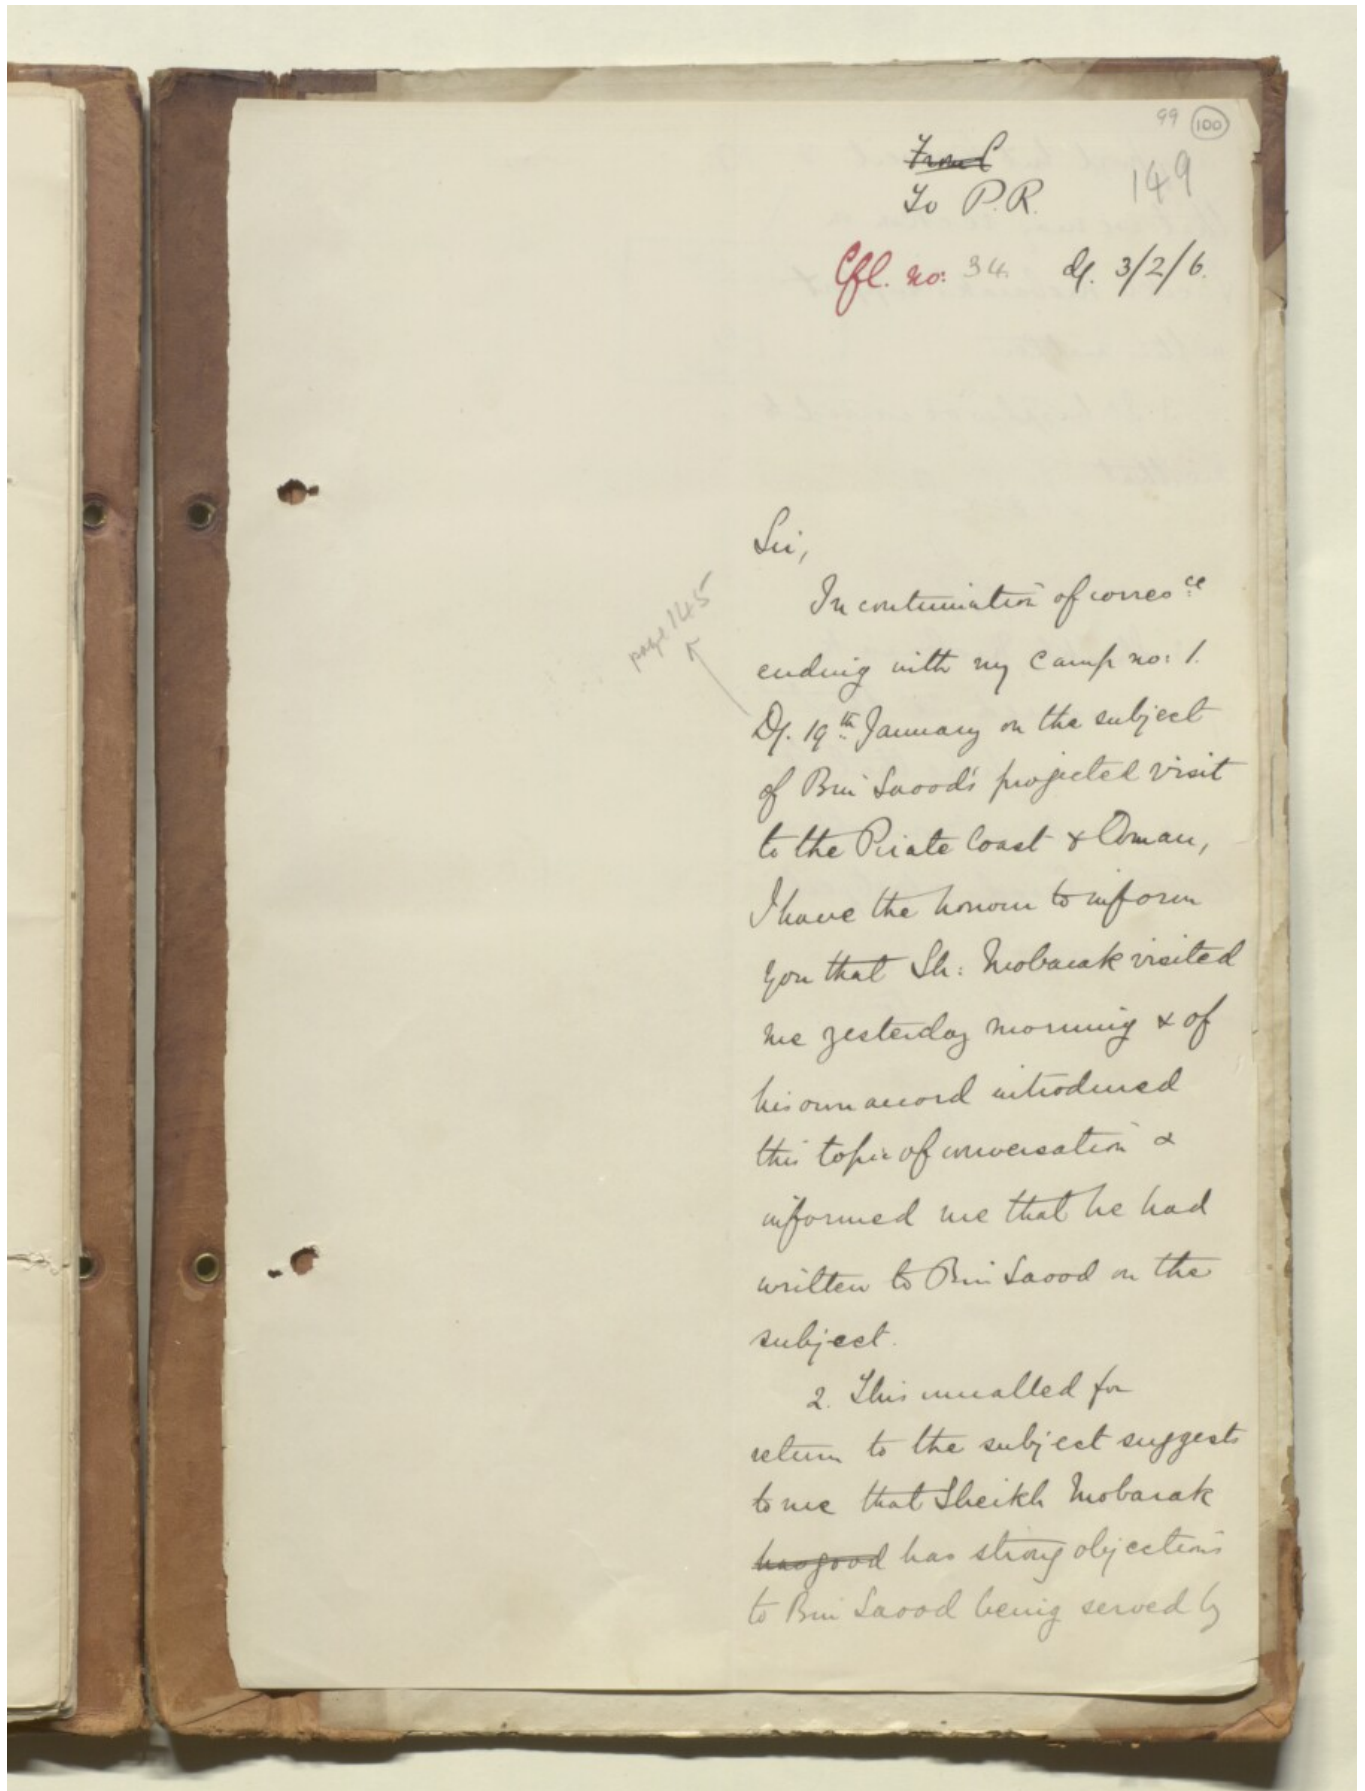 99 100
149
From P
To P.R.
Cfl. no: 34. d/. 3/2/6.
Sir,
In continuation of corresce
page 145
ending with my Camp no: 1.
D/. 19th January on the subject
of Bin Saood's projected visit
to the Pirate Coast & Oman,
I have the honour to inform
you that Sh: Mobarak visited
me yesterday morning & of
his own accord introduced
this topic of conversation &
informed me that he had
written to Bin Saood on the
subject.
2. This uncalled for
return to the subject suggests
to me that Sheikh Mobarak
has good has strong objections
to Bin Saood being served by